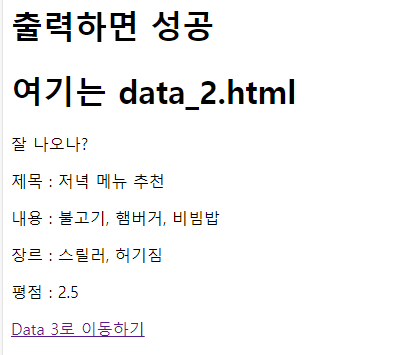 출력하면 성공
여기는 data_2.html
잘 나오나?
제목 : 저녁 메뉴 추천
내용 : 불고기, 햄버거, 비빔밥
장르 : 스릴러, 허기짐
평점 : 2.5
Data 3로 이동하기